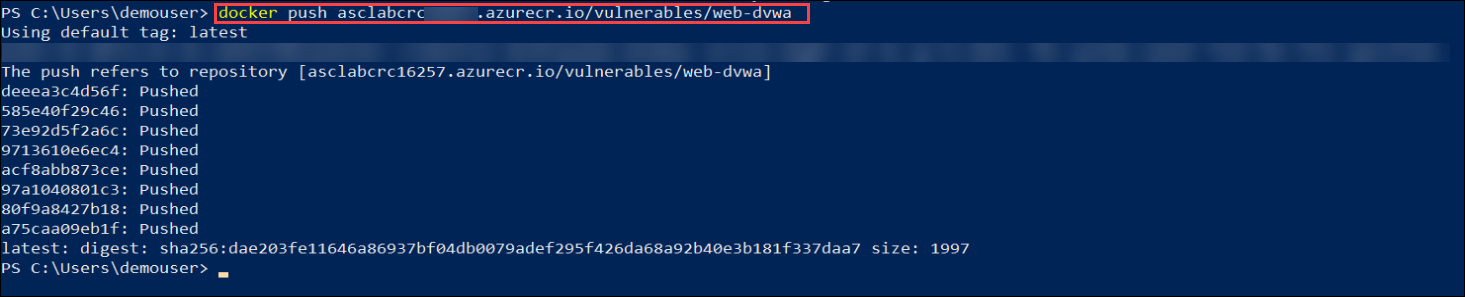 PS C:\Users\demouser> docker push asclabcrc .azurecr.io/vulnerables/web-dvwa
Using default tag: latest
The push refers to repository [asclabcrc16257.azurecr.io/vulnerables/web-dvwa]
deeea3c4d56f: Pushed
585e40f29c46: Pushed
73e92d5f2a6c: Pushed
9713610e6ec4: Pushed
acf8abb873ce: Pushed
97a1040801c3: Pushed
80f9a8427b18: Pushed
a75caa09eb1f: Pushed
latest: digest: sha256:dae203fe11646a86937bf04db0079adef295f426da68a92b40e3b181f337daa7 size: 1997
PS C:\Users\demouser>